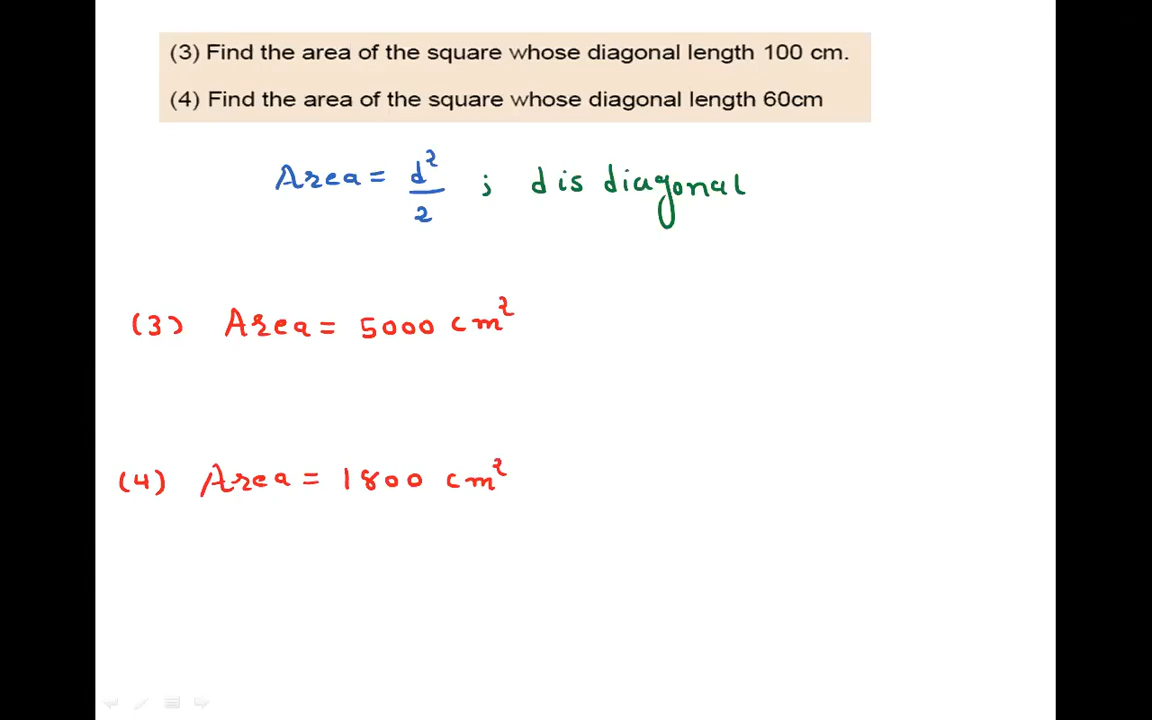 (3) Find the area of the square whose diagonal length 100 cm.
(4) Find the area of the square whose diagonal length 60cm
Area = d²/2 ; d is diagonal
(3) Area = 5000 cm²
(4) Area = 1800 cm²